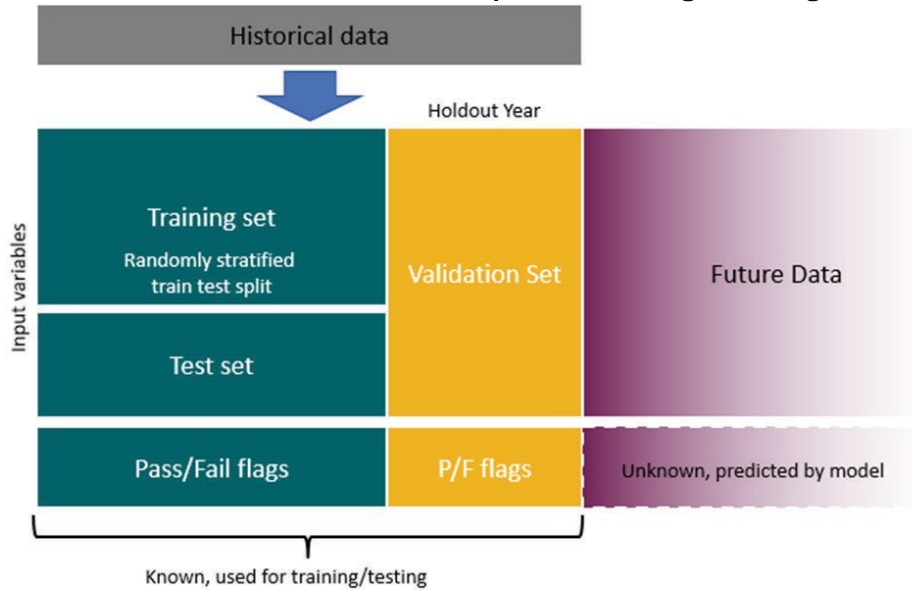 Historical data
Holdout Year
Input variables
Training set
Randomly stratified
train test split
Test set
Validation Set
Future Data
Pass/Fail flags
P/F flags
Unknown, predicted by model
Known, used for training/testing